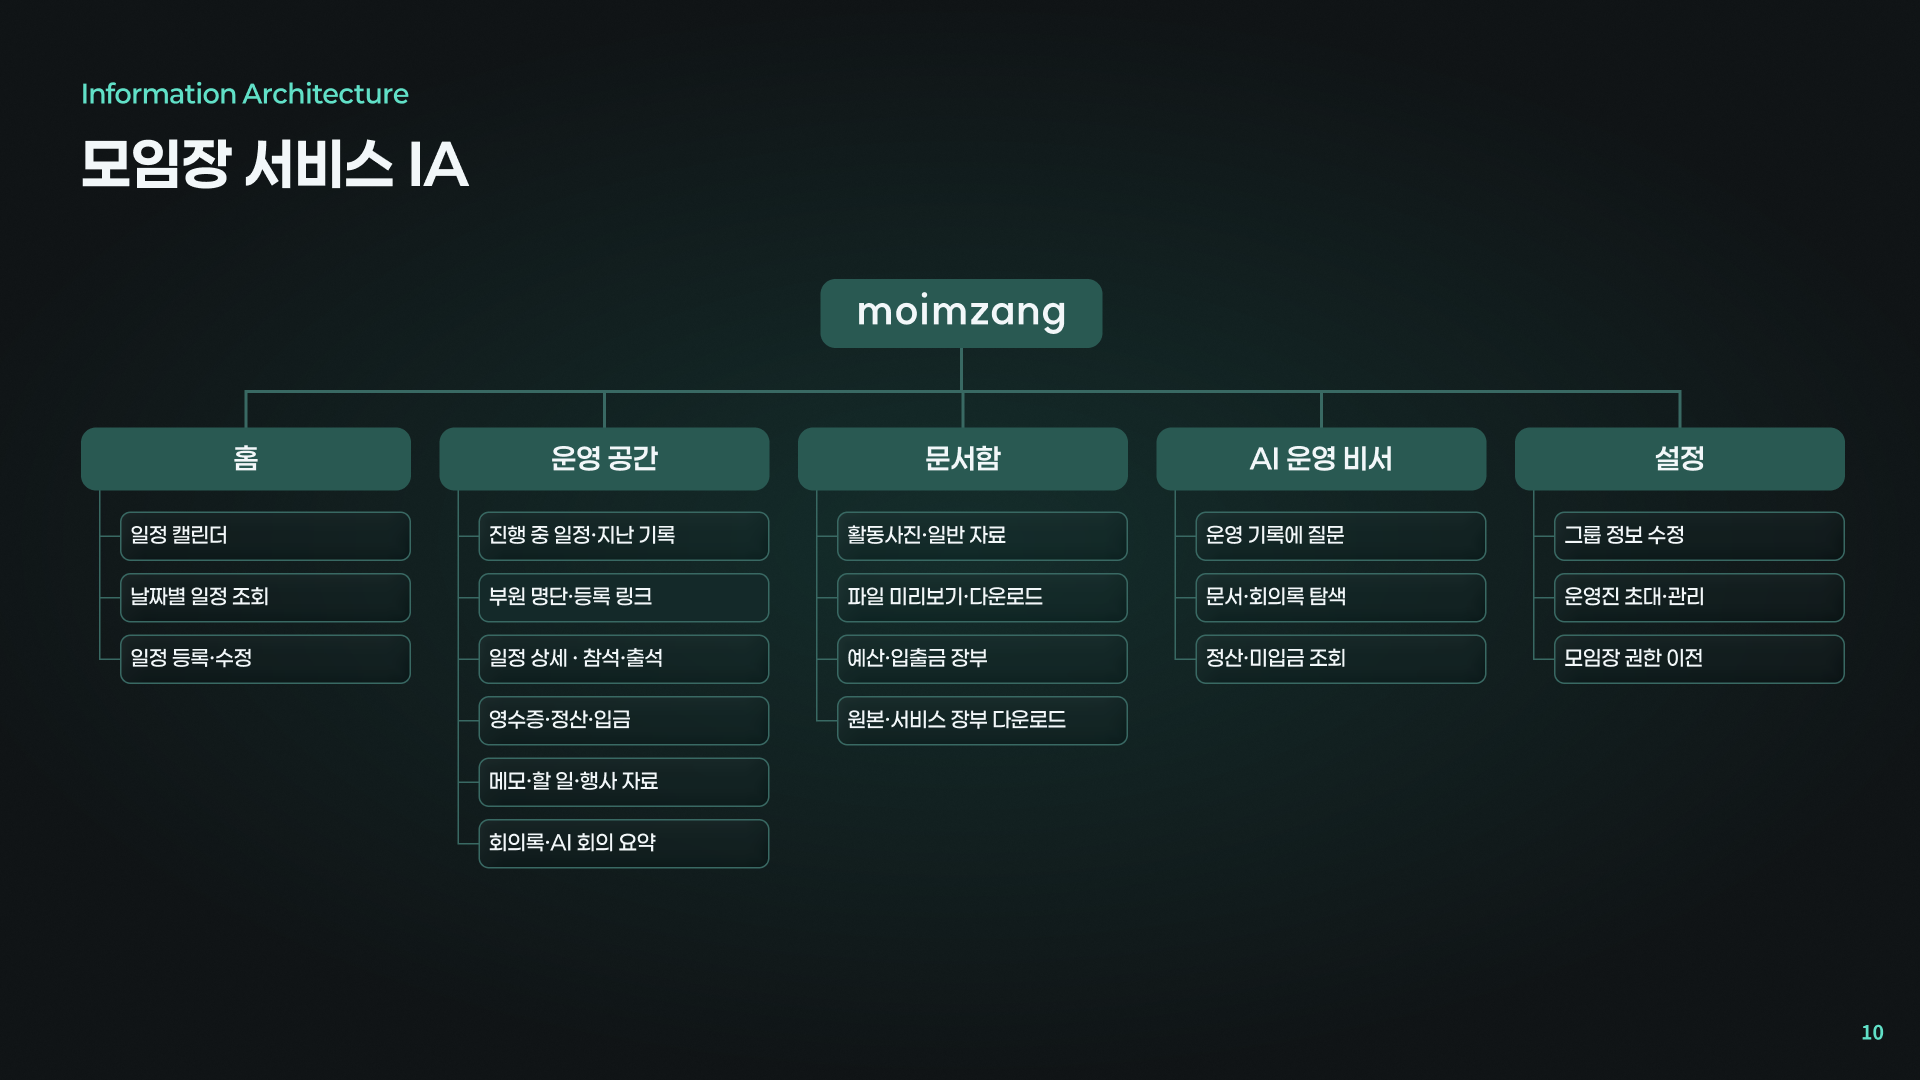 Information Architecture
모임장 서비스 IA
moimzang
홈
일정 캘린더
날짜별 일정 조회
일정 등록·수정
운영 공간
진행 중 일정·지난 기록
부원 명단·등록 링크
일정 상세 · 참석·출석
영수증·정산·입금
메모·할 일·행사 자료
회의록·AI 회의 요약
문서함
활동사진·일반 자료
파일 미리보기·다운로드
예산·입출금 장부
원본·서비스 장부 다운로드
AI 운영 비서
운영 기록에 질문
문서·회의록 탐색
정산·미입금 조회
설정
그룹 정보 수정
운영진 초대·관리
모임장 권한 이전
10